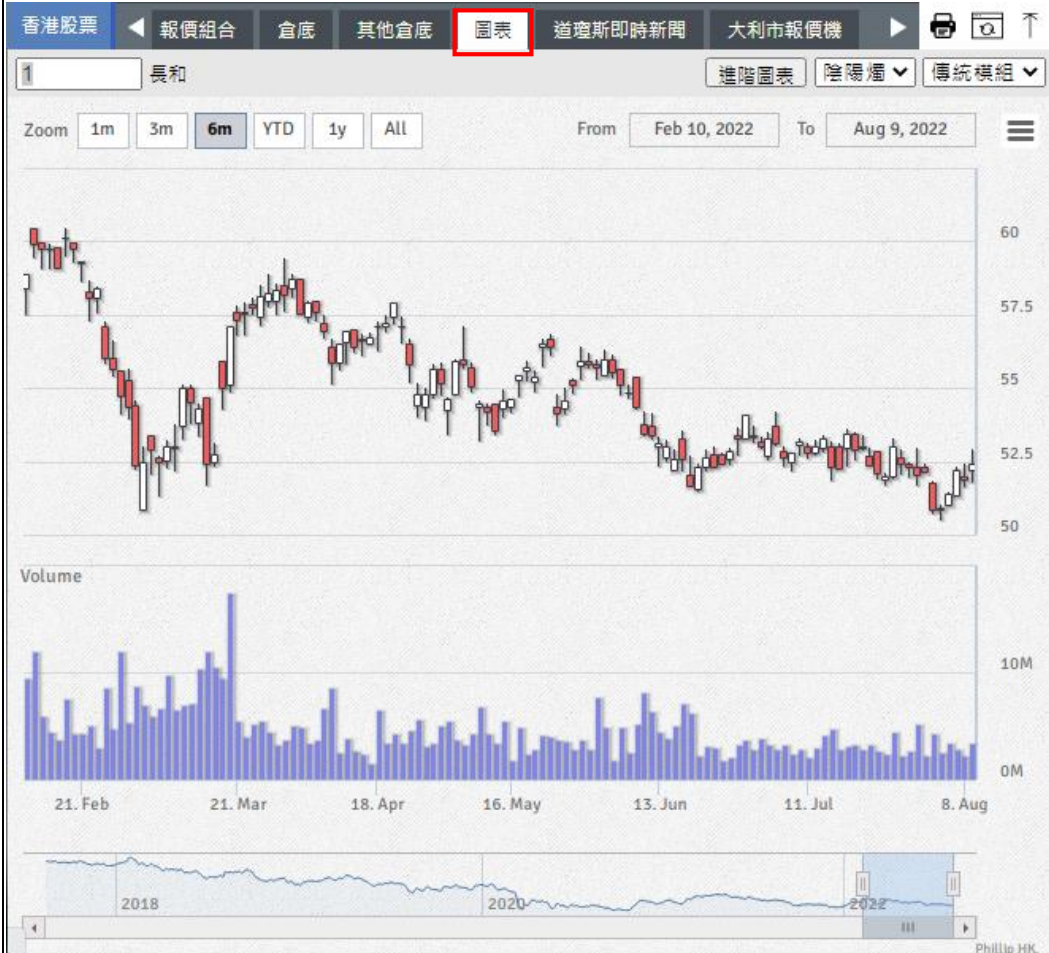 香港股票 報價組合 倉底 其他倉底 圖表 道瓊斯即時新聞 大利市報價機
1 長和 進階圖表 陰陽燭 傳統模組
Zoom 1m 3m 6m YTD 1y All From Feb 10, 2022 To Aug 9, 2022
60
57.5
55
52.5
50
Volume
10M
0M
21. Feb 21. Mar 18. Apr 16. May 13. Jun 11. Jul 8. Aug
2018 2020 2022
Phillip HK.